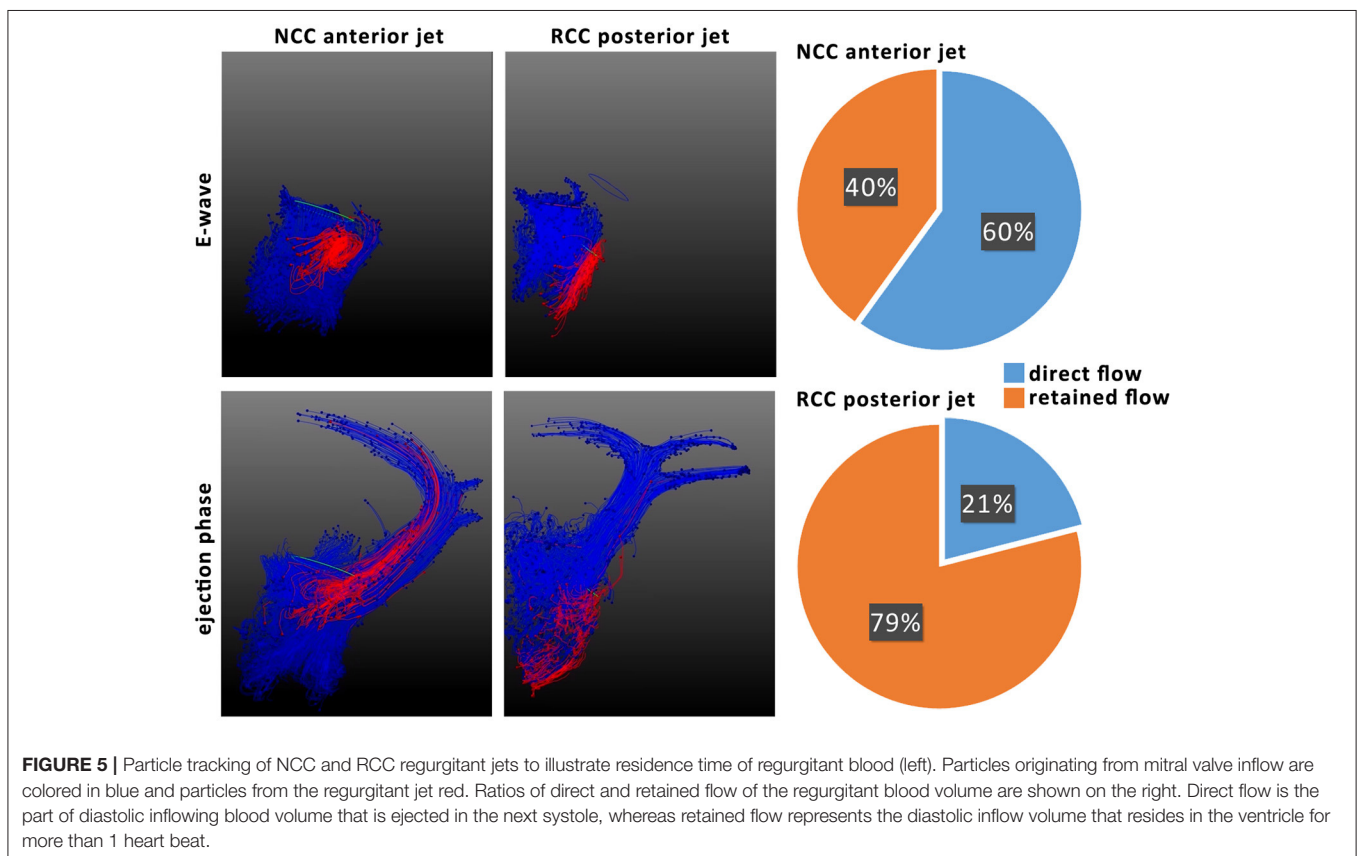 NCC anterior jet
RCC posterior jet
E-wave
ejection phase
NCC anterior jet
40%
60%
direct flow
retained flow
RCC posterior jet
21%
79%
FIGURE 5 | Particle tracking of NCC and RCC regurgitant jets to illustrate residence time of regurgitant blood (left). Particles originating from mitral valve inflow are
colored in blue and particles from the regurgitant jet red. Ratios of direct and retained flow of the regurgitant blood volume are shown on the right. Direct flow is the
part of diastolic inflowing blood volume that is ejected in the next systole, whereas retained flow represents the diastolic inflow volume that resides in the ventricle for
more than 1 heart beat.